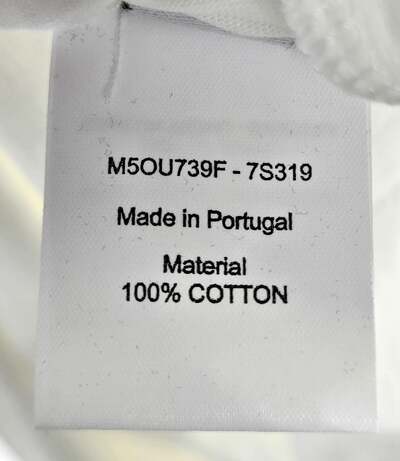 M5OU739F - 7S319
Made in Portugal
Material
100% COTTON